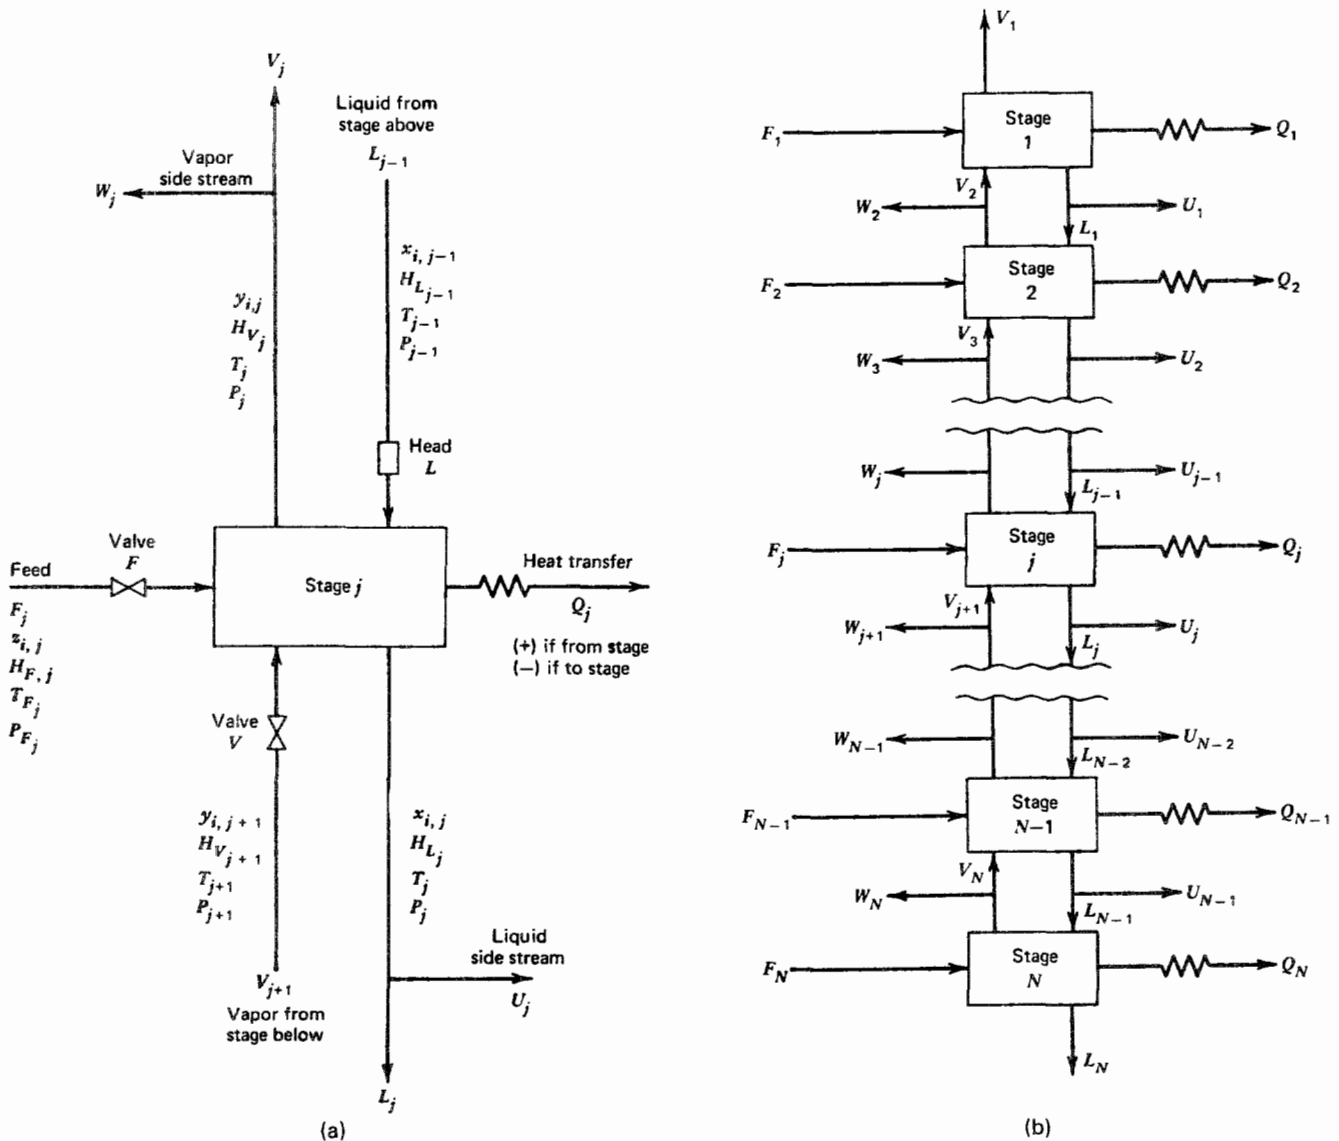 V_j
Liquid from
stage above
L_{j-1}
Vapor
side stream
W_j
x_{i, j-1}
H_{L_{j-1}}
T_{j-1}
P_{j-1}
y_{i,j}
H_{V_j}
T_j
P_j
Head
L
Valve
F
Feed
Stage j
Heat transfer
Q_j
(+) if from stage
(−) if to stage
F_j
z_{i, j}
H_{F, j}
T_{F_j}
P_{F_j}
Valve
V
y_{i, j+1}
H_{V_{j+1}}
T_{j+1}
P_{j+1}
x_{i, j}
H_{L_j}
T_j
P_j
V_{j+1}
Vapor from
stage below
Liquid
side stream
U_j
L_j
(a)
V_1
F_1
Stage
1
Q_1
V_2
W_2
U_1
L_1
F_2
Stage
2
Q_2
V_3
W_3
U_2
W_j
U_{j-1}
L_{j-1}
F_j
Stage
j
Q_j
V_{j+1}
W_{j+1}
U_j
L_j
W_{N-1}
U_{N-2}
L_{N-2}
F_{N-1}
Stage
N−1
Q_{N-1}
V_N
W_N
U_{N-1}
L_{N-1}
F_N
Stage
N
Q_N
L_N
(b)